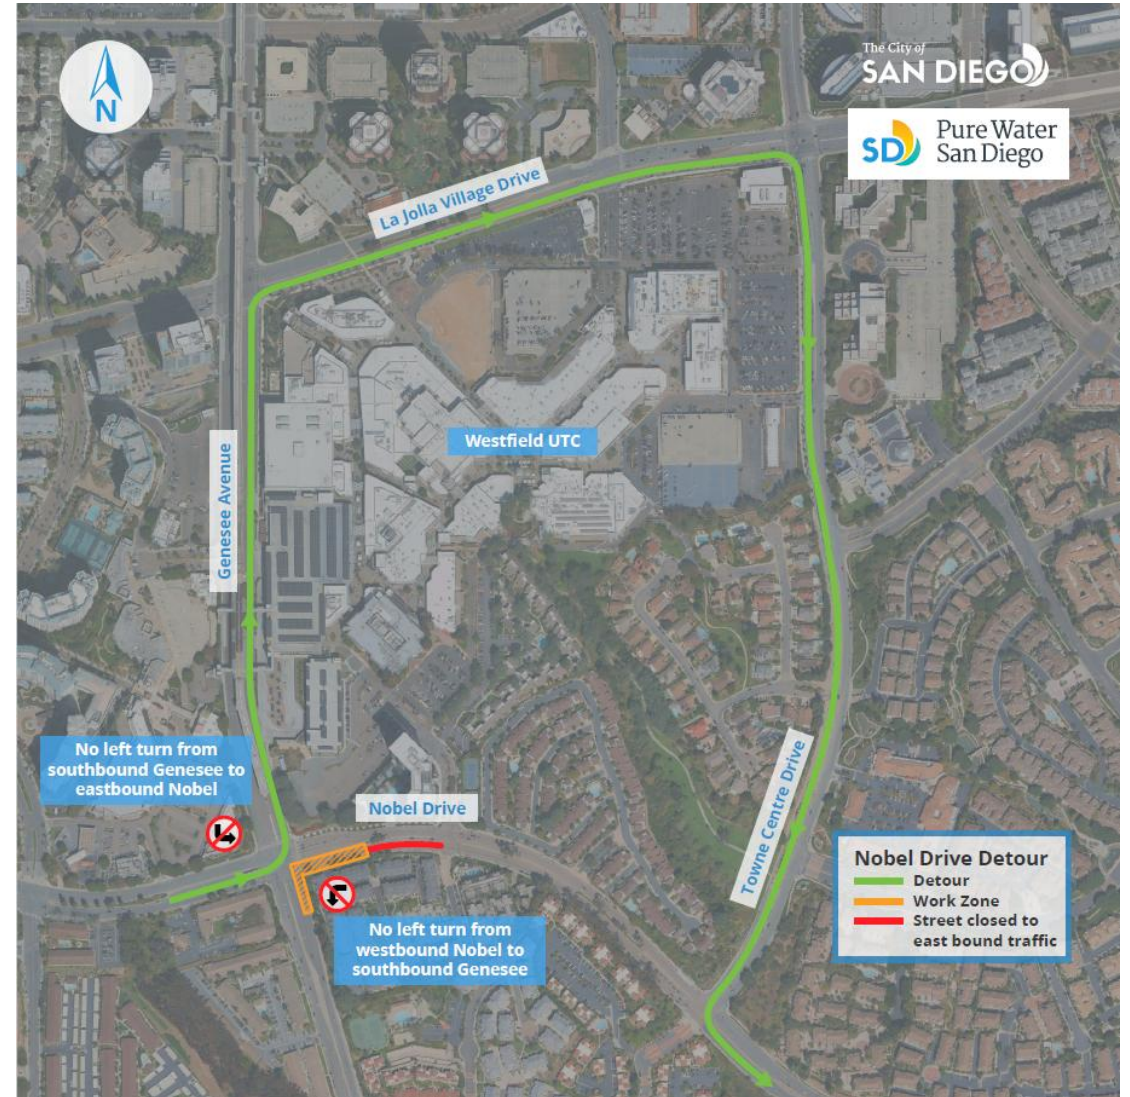 The City of
SAN DIEGO
SD
Pure Water
San Diego
N
La Jolla Village Drive
Westfield UTC
Genesee Avenue
No left turn from
southbound Genesee to
eastbound Nobel
Nobel Drive
Towne Centre Drive
No left turn from
westbound Nobel to
southbound Genesee
Nobel Drive Detour
Detour
Work Zone
Street closed to
east bound traffic